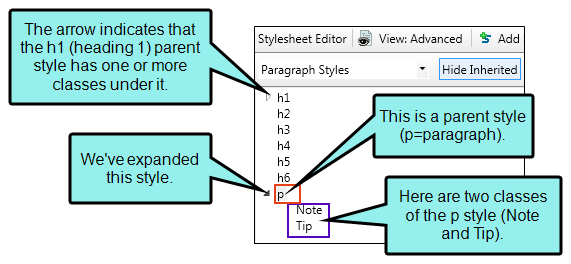 The arrow indicates that
the h1 (heading 1) parent
style has one or more
classes under it.
Stylesheet Editor View: Advanced Add
Paragraph Styles Hide Inherited
h1
h2
h3
h4
h5
h6
p
Note
Tip
This is a parent style
(p=paragraph).
We've expanded
this style.
Here are two classes
of the p style (Note
and Tip).